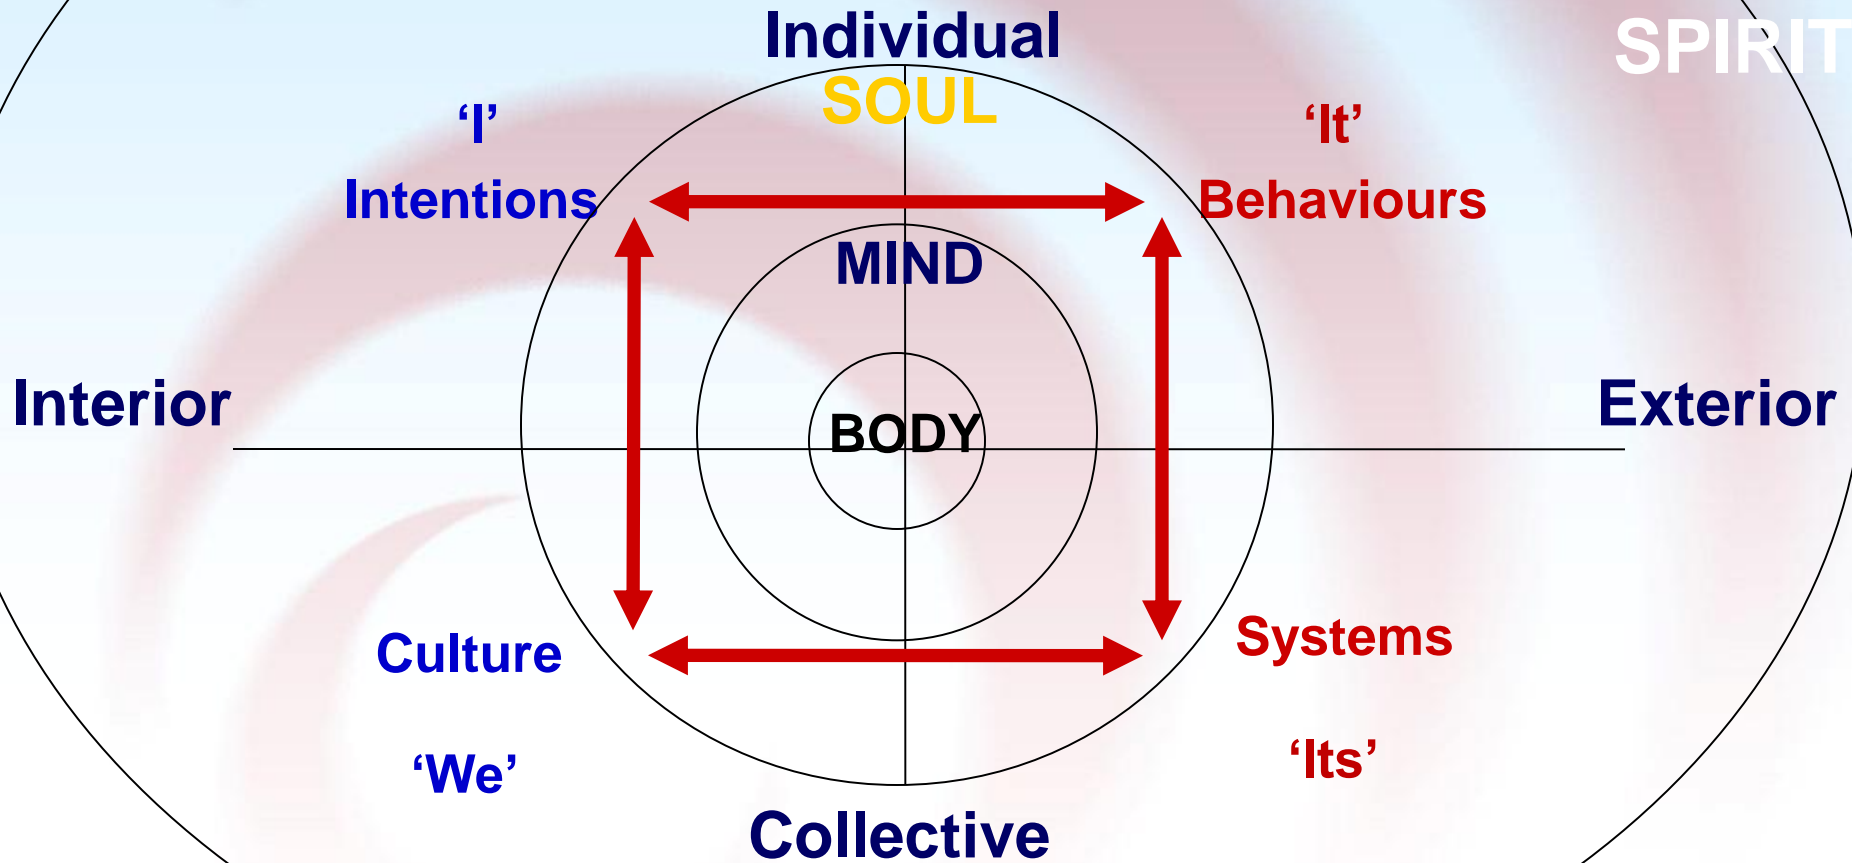 Individual
SPIRIT
SOUL
‘I’
‘It’
Intentions
Behaviours
MIND
Interior
Exterior
BODY
Culture
Systems
‘We’
‘Its’
Collective